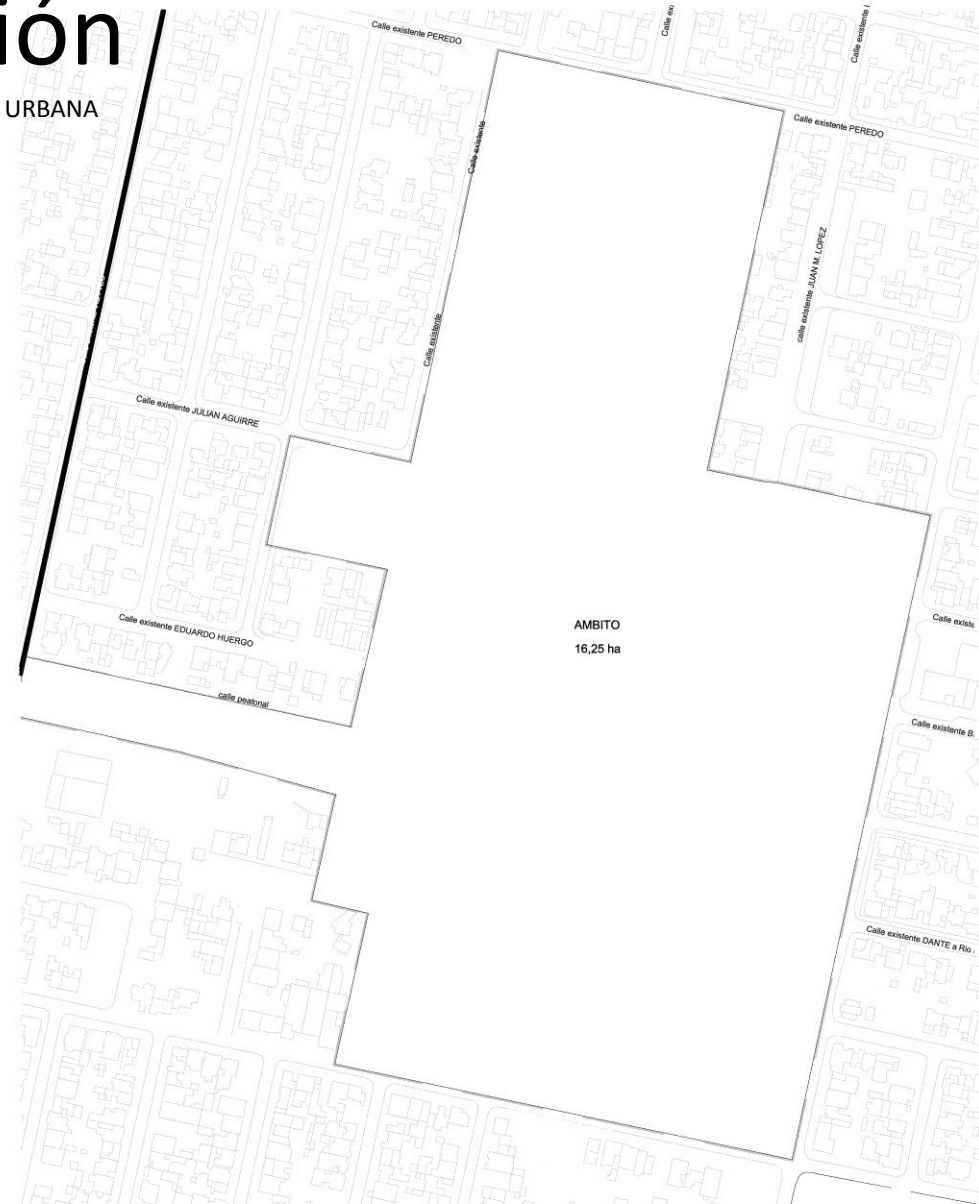 ión
URBANA
Calle existente PEREDO
Calle existente
Calle existente PEREDO
calle existente JUAN M. LOPEZ
Calle existente
Calle existente JULIAN AGUIRRE
AMBITO
16,25 ha
Calle existente EDUARDO HUERGO
calle peatonal
Calle existente B.
Calle existente DANTE a Rio